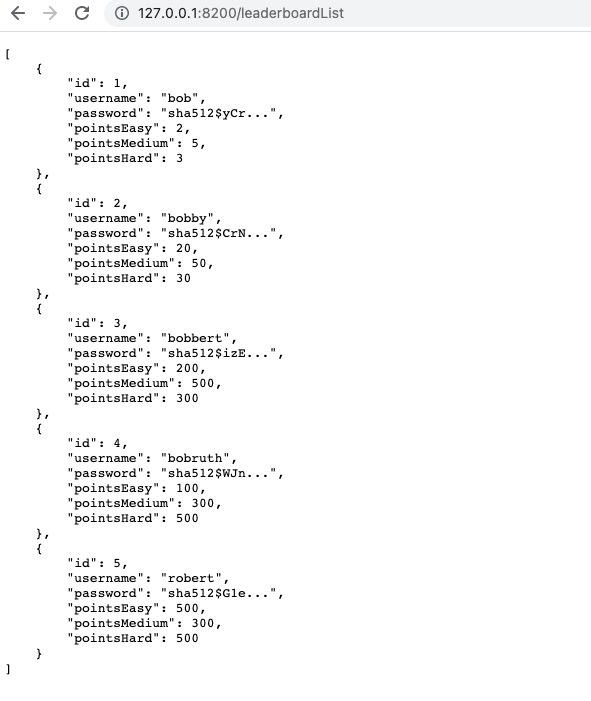 127.0.0.1:8200/leaderboardList
[
    {
        "id": 1,
        "username": "bob",
        "password": "sha512$yCr...",
        "pointsEasy": 2,
        "pointsMedium": 5,
        "pointsHard": 3
    },
    {
        "id": 2,
        "username": "bobby",
        "password": "sha512$CrN...",
        "pointsEasy": 20,
        "pointsMedium": 50,
        "pointsHard": 30
    },
    {
        "id": 3,
        "username": "bobbert",
        "password": "sha512$izE...",
        "pointsEasy": 200,
        "pointsMedium": 500,
        "pointsHard": 300
    },
    {
        "id": 4,
        "username": "bobruth",
        "password": "sha512$WJn...",
        "pointsEasy": 100,
        "pointsMedium": 300,
        "pointsHard": 500
    },
    {
        "id": 5,
        "username": "robert",
        "password": "sha512$G1e...",
        "pointsEasy": 500,
        "pointsMedium": 300,
        "pointsHard": 500
    }
]